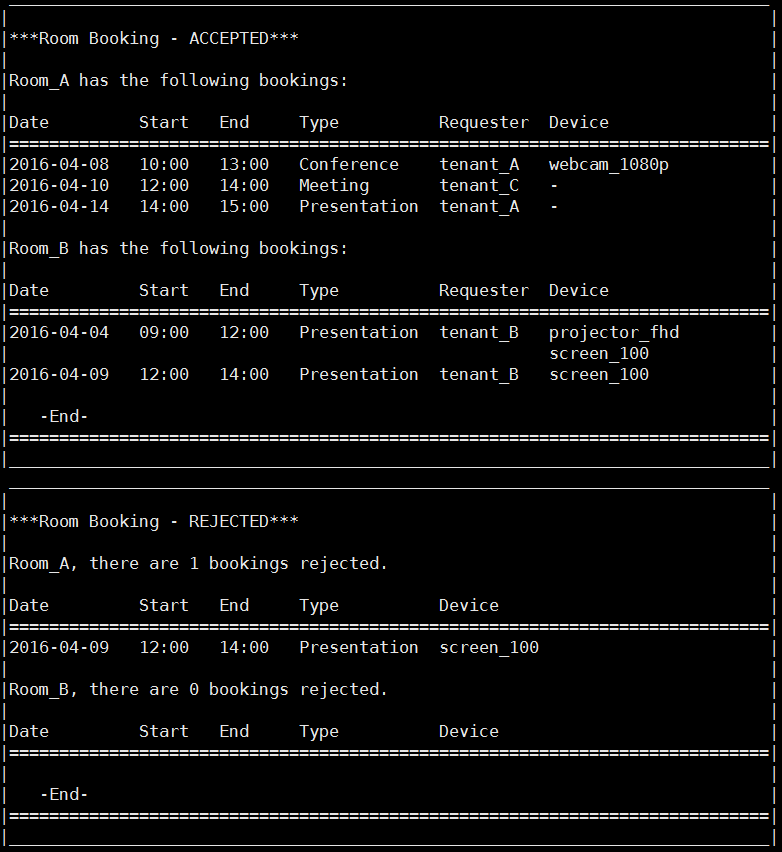 ***Room Booking - ACCEPTED***
Room_A has the following bookings:
Date         Start   End     Type          Requester  Device
============================================================================
2016-04-08   10:00   13:00   Conference    tenant_A   webcam_1080p
2016-04-10   12:00   14:00   Meeting       tenant_C   -
2016-04-14   14:00   15:00   Presentation  tenant_A   -
Room_B has the following bookings:
Date         Start   End     Type          Requester  Device
============================================================================
2016-04-04   09:00   12:00   Presentation  tenant_B   projector_fhd
                                                      screen_100
2016-04-09   12:00   14:00   Presentation  tenant_B   screen_100
   -End-
============================================================================
***Room Booking - REJECTED***
Room_A, there are 1 bookings rejected.
Date         Start   End     Type          Device
============================================================================
2016-04-09   12:00   14:00   Presentation  screen_100
Room_B, there are 0 bookings rejected.
Date         Start   End     Type          Device
============================================================================
   -End-
============================================================================